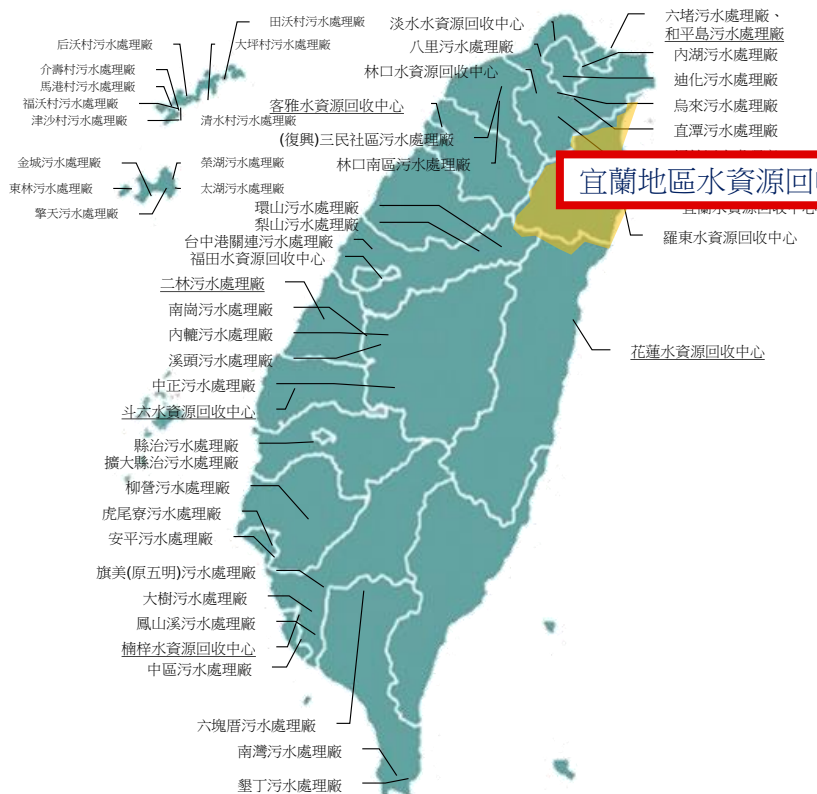 田沃村污水處理廠
后沃村污水處理廠
大坪村污水處理廠
介壽村污水處理廠
馬港村污水處理廠
福沃村污水處理廠
津沙村污水處理廠
清水村污水處理廠
金城污水處理廠
榮湖污水處理廠
東林污水處理廠
太湖污水處理廠
擎天污水處理廠
淡水水資源回收中心
八里污水處理廠
林口水資源回收中心
客雅水資源回收中心
(復興)三民社區污水處理廠
林口南區污水處理廠
環山污水處理廠
梨山污水處理廠
台中港關連污水處理廠
福田水資源回收中心
二林污水處理廠
南崗污水處理廠
內轆污水處理廠
溪頭污水處理廠
中正污水處理廠
斗六水資源回收中心
縣治污水處理廠
擴大縣治污水處理廠
柳營污水處理廠
虎尾寮污水處理廠
安平污水處理廠
旗美(原五明)污水處理廠
大樹污水處理廠
鳳山溪污水處理廠
楠梓水資源回收中心
中區污水處理廠
六塊厝污水處理廠
南灣污水處理廠
墾丁污水處理廠
六堵污水處理廠、
和平島污水處理廠
內湖污水處理廠
迪化污水處理廠
烏來污水處理廠
直潭污水處理廠
宜蘭地區水資源回
宜蘭水資源回收中心
羅東水資源回收中心
花蓮水資源回收中心